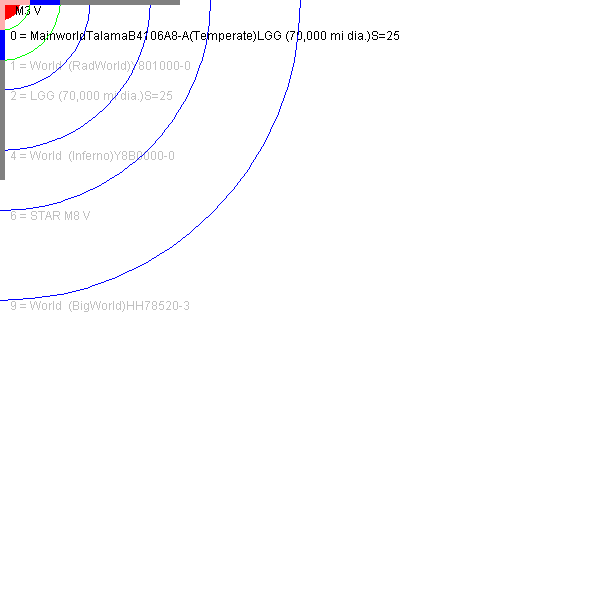 M3 V
0 = MainworldTalamaB4106A8-A(Temperate)LGG (70,000 mi dia.)S=25
1 = World (RadWorld)Y801000-0
2 = LGG (70,000 mi dia.)S=25
4 = World (Inferno)Y8B0000-0
6 = STAR M8 V
9 = World (BigWorld)HH78520-3